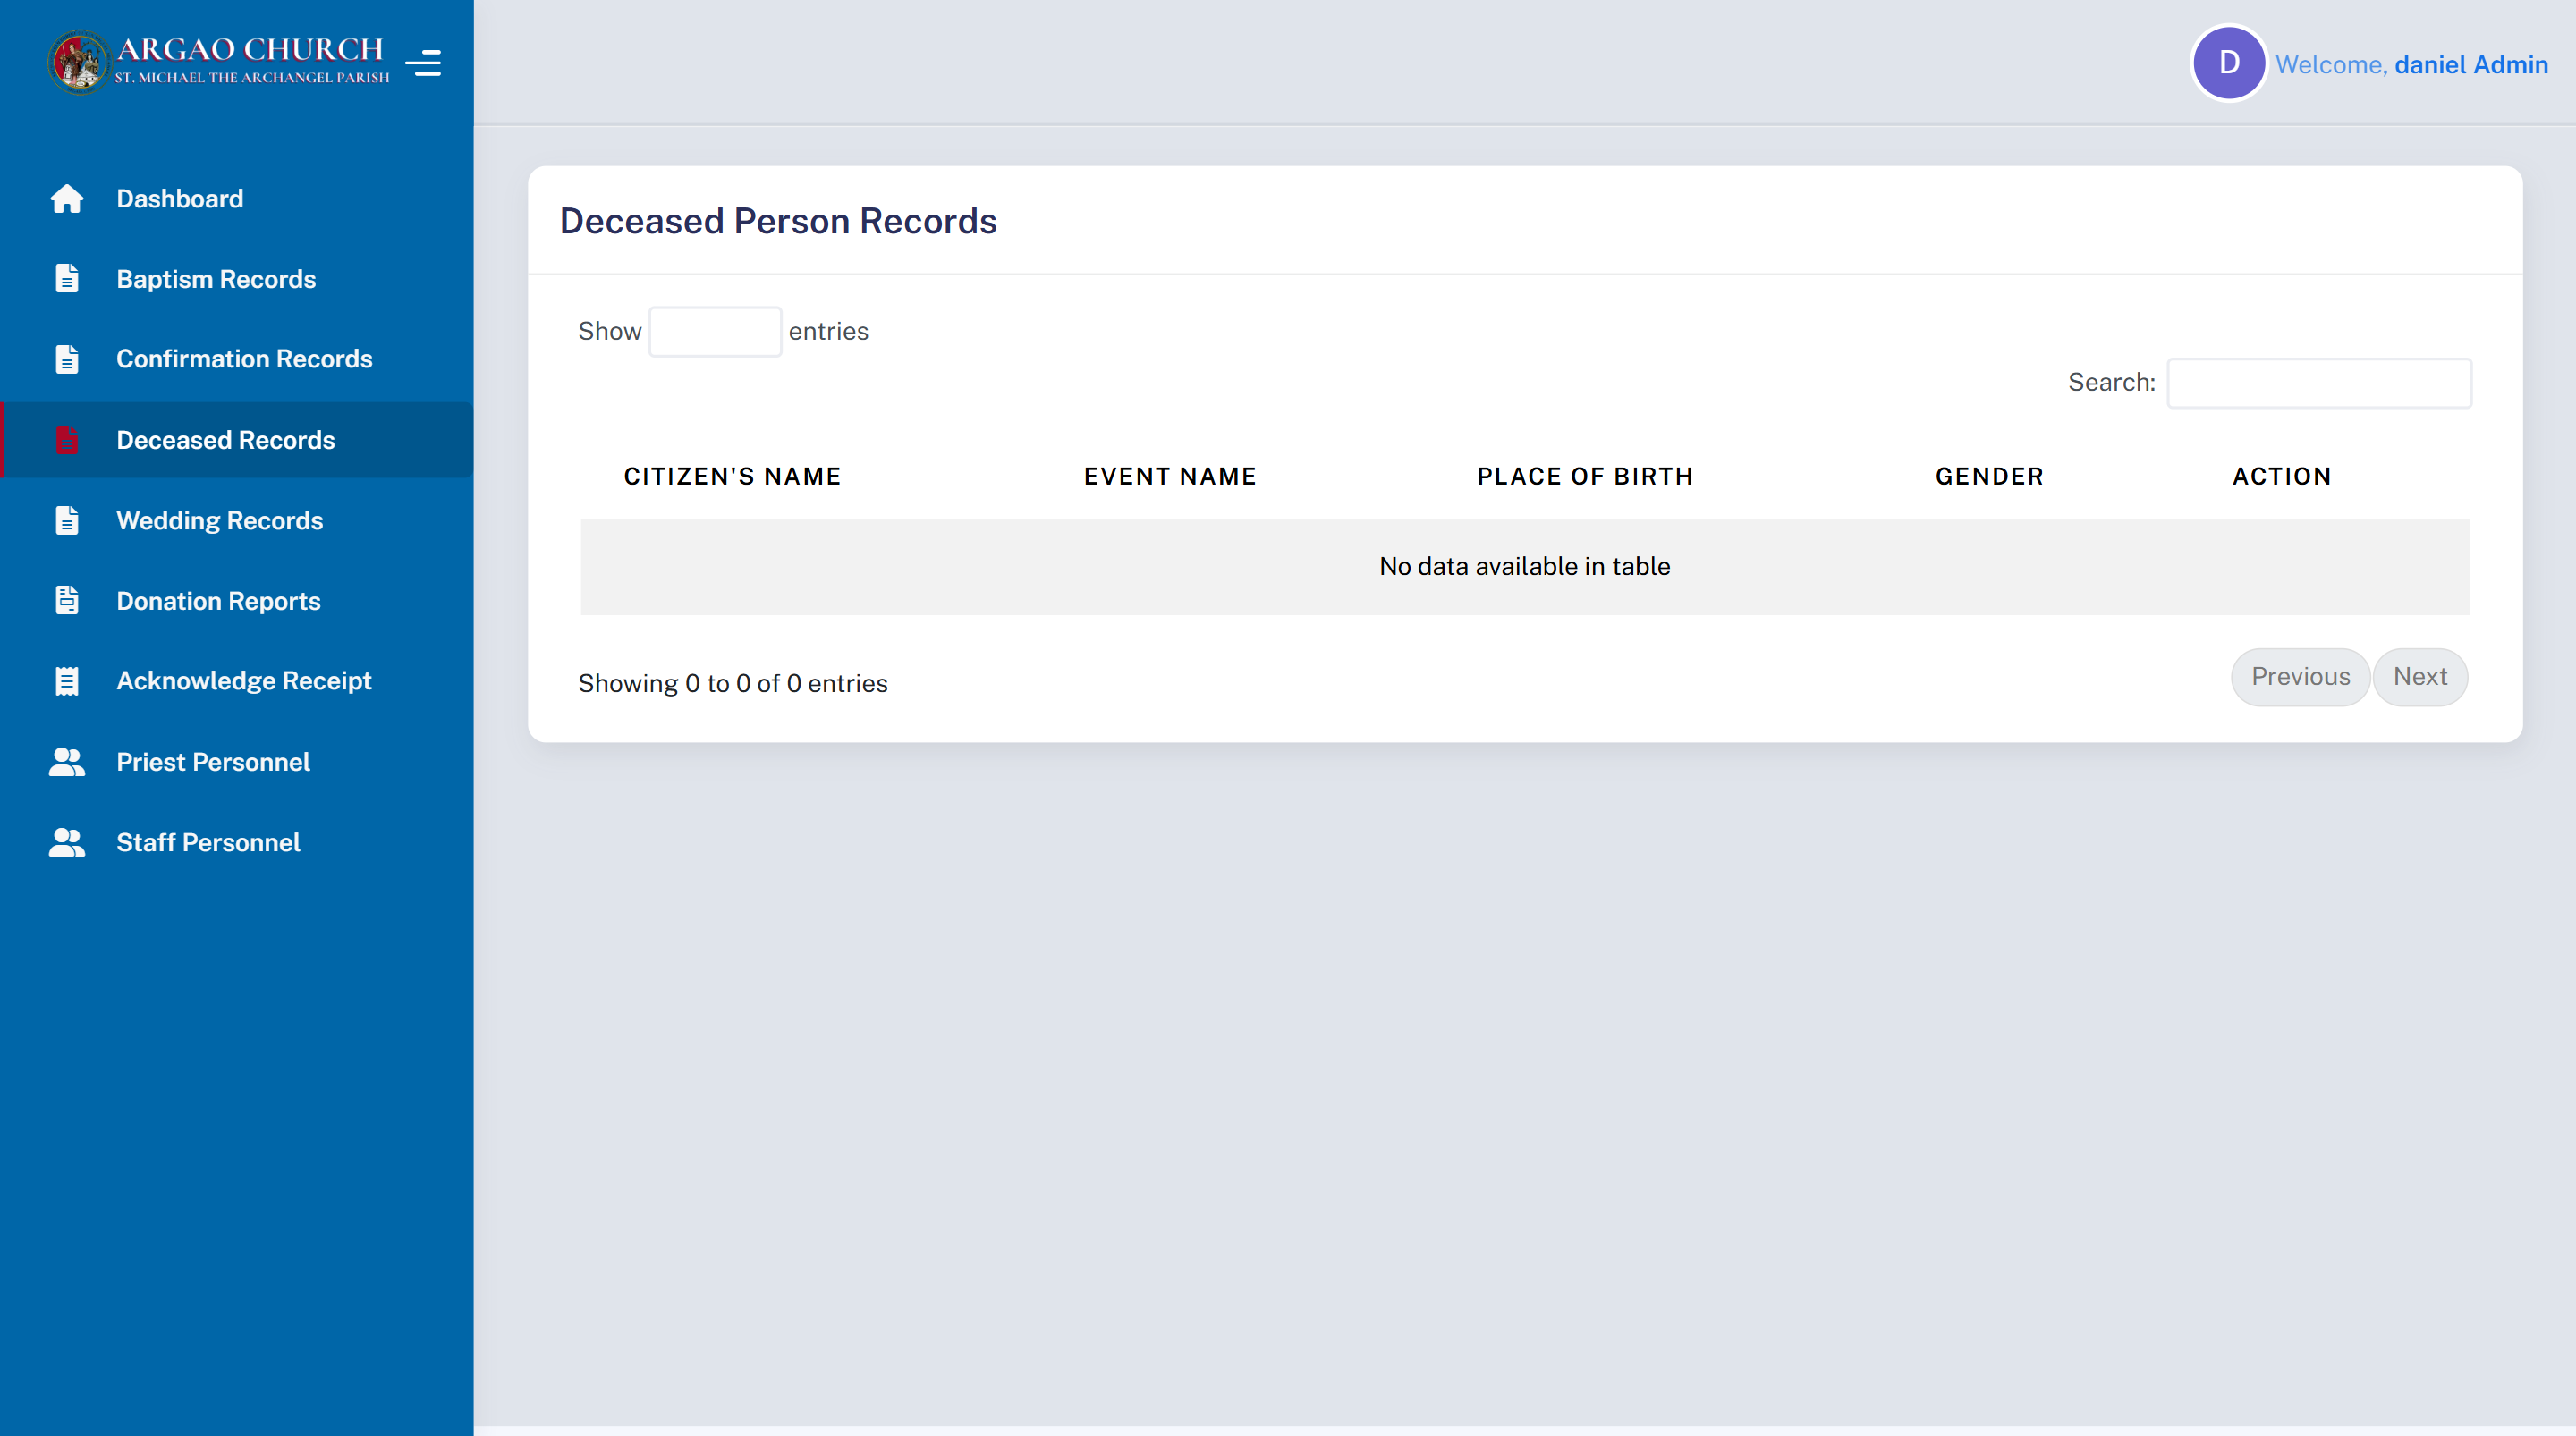 ARGAO CHURCH
ST. MICHAEL THE ARCHANGEL PARISH
D Welcome, daniel Admin
Dashboard
Baptism Records
Confirmation Records
Deceased Records
Wedding Records
Donation Reports
Acknowledge Receipt
Priest Personnel
Staff Personnel
Deceased Person Records
Show entries
Search:
CITIZEN'S NAME EVENT NAME PLACE OF BIRTH GENDER ACTION
No data available in table
Showing 0 to 0 of 0 entries
Previous Next